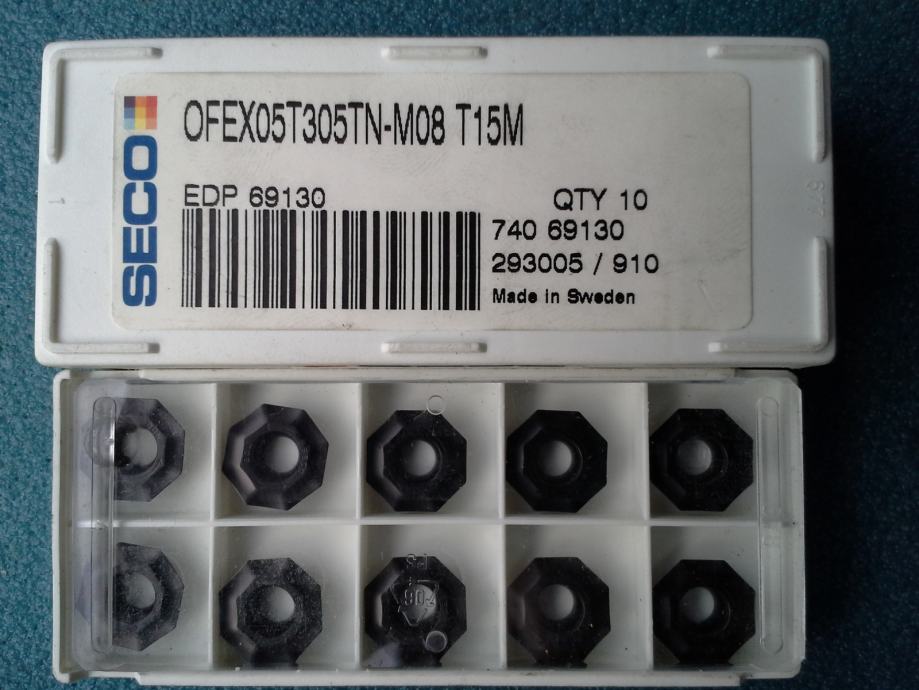 SECO
OFEX05T305TN-M08 T15M
EDP 69130
QTY 10
740 69130
293005 / 910
Made in Sweden